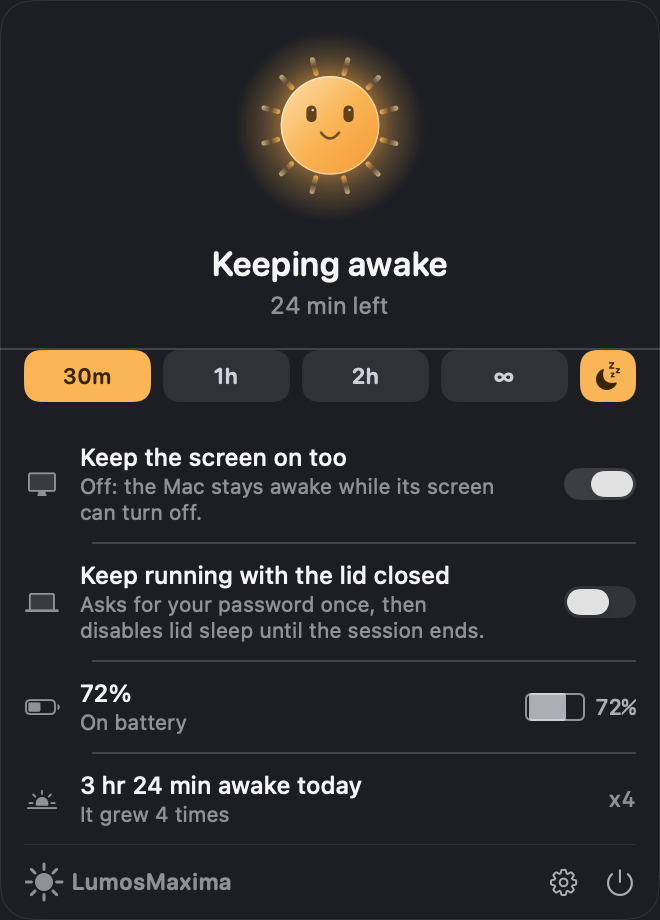 Keeping awake
24 min left
30m 1h 2h ∞ zzz
Keep the screen on too
Off: the Mac stays awake while its screen
can turn off.
Keep running with the lid closed
Asks for your password once, then
disables lid sleep until the session ends.
72%
On battery
72%
3 hr 24 min awake today
It grew 4 times
x4
LumosMaxima